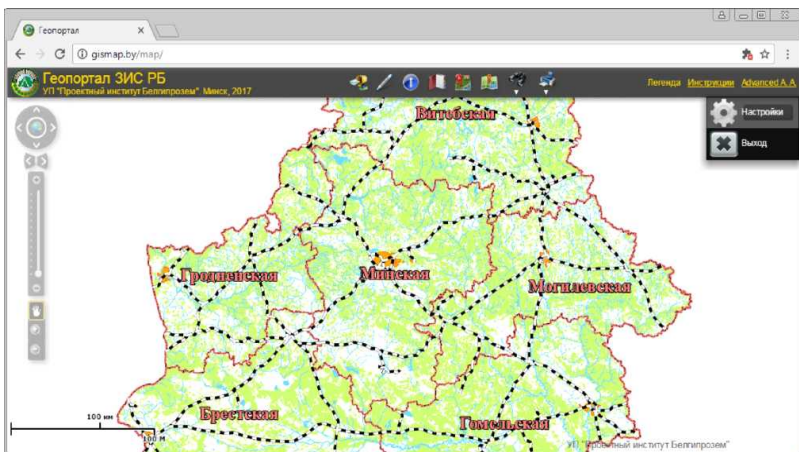 Геопортал
gismap.by/map/
Геопортал ЗИС РБ
УП "Проектный институт Белгипрозем". Минск, 2017
Легенда Инструкции Advanced A.A.
Настройки
Выход
Витебская
Гродненская
Минская
Могилевская
Брестская
Гомельская
100 км
100 М
УП "Проектный институт Белгипрозем"